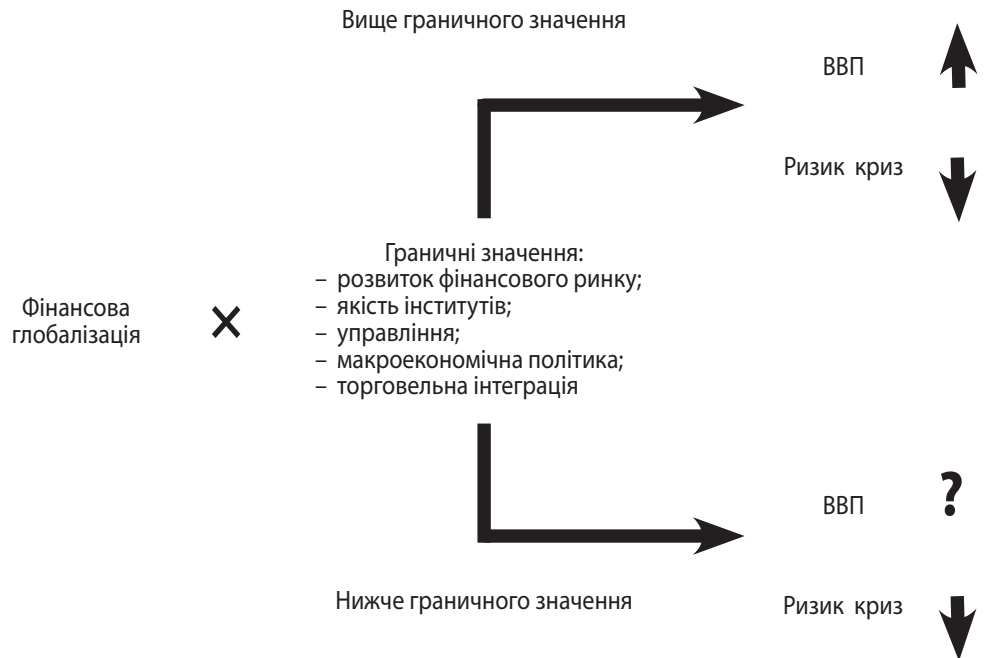 Вище граничного значення
ВВП
Ризик криз
Фінансова
глобалізація
×
Граничні значення:
– розвиток фінансового ринку;
– якість інститутів;
– управління;
– макроекономічна політика;
– торговельна інтеграція
ВВП ?
Нижче граничного значення
Ризик криз